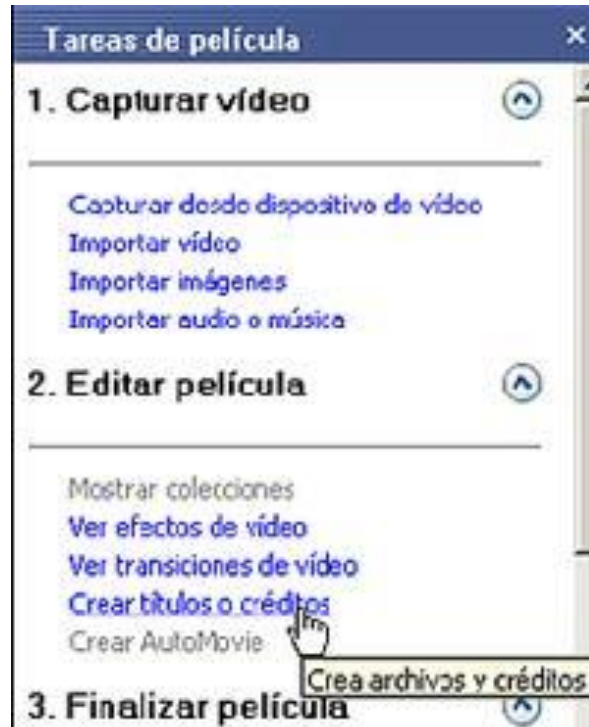 Tareas de película
1. Capturar vídeo
Capturar desde dispositivo de vídeo
Importar vídeo
Importar imágenes
Importar audio o música
2. Editar película
Mostrar colecciones
Ver efectos de vídeo
Ver transiciones de vídeo
Crear títulos o créditos
Crear AutoMovie
Crea archivos y créditos
3. Finalizar película